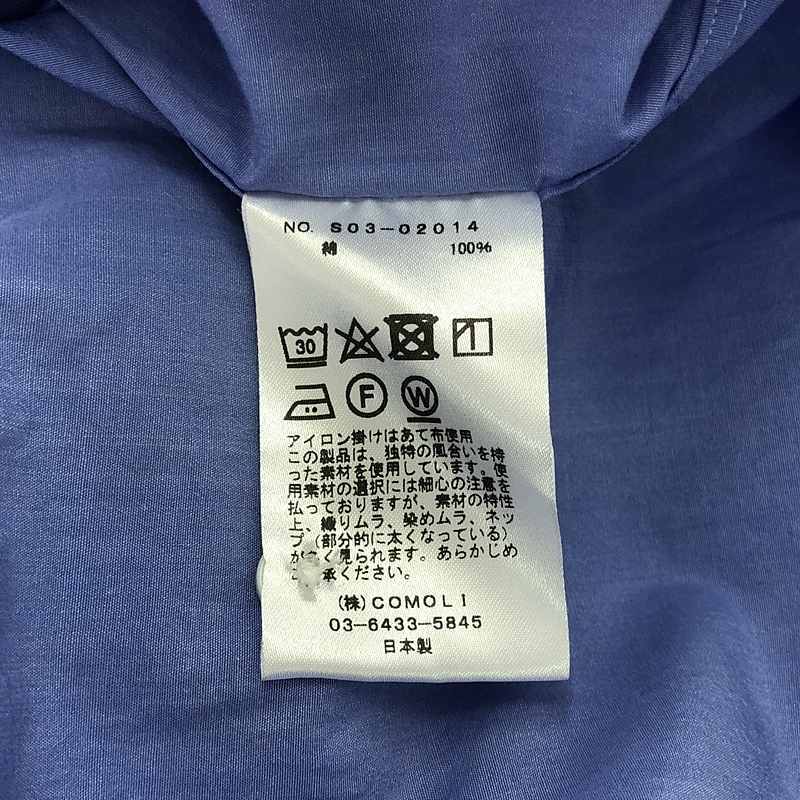 NO. S03-02014
綿 100%
30
F W
アイロン掛けはあて布使用
この製品は、独特の風合いを持
った素材を使用しています。使
用素材の選択には細心の注意を
払っておりますが、素材の特性
上、織りムラ、染めムラ、ネッ
プ(部分的に太くなっている)
が多く見られます。あらかじめ
ご 承ください。
(株)COMOLI
03-6433-5845
日本製